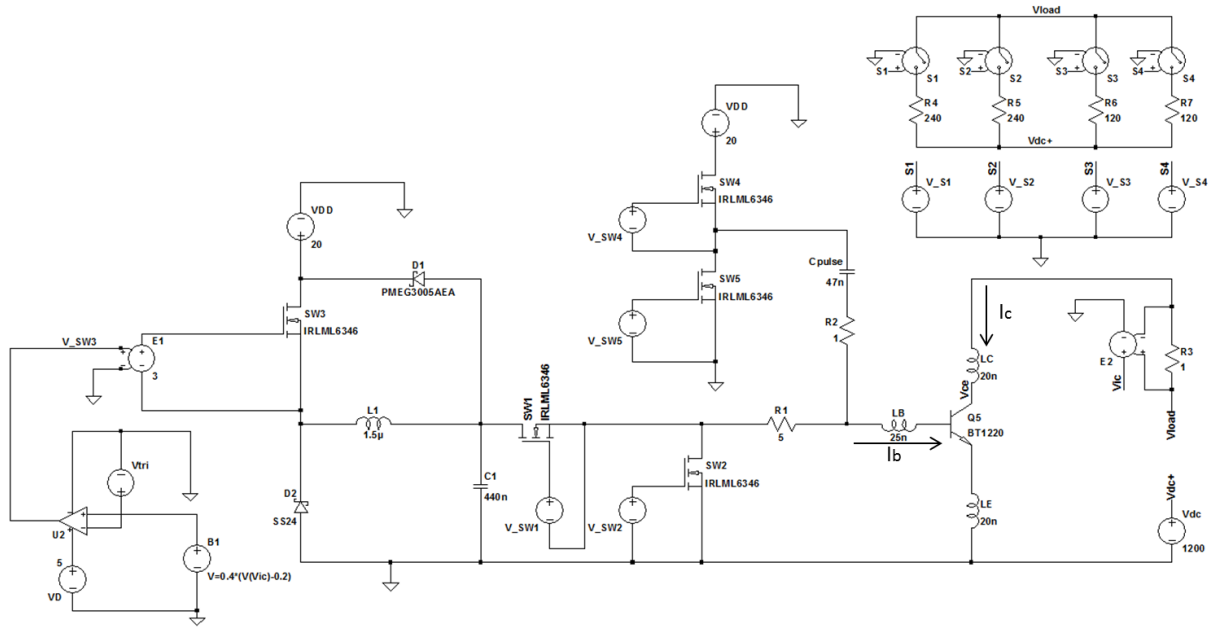 Vload
S1
S1
S2
S2
S3
S3
S4
S4
R4
240
R5
240
R6
120
R7
120
Vdc+
S1
S2
S3
S4
V_S1
V_S2
V_S3
V_S4
VDD
20
SW4
IRLML6346
V_SW4
SW5
IRLML6346
V_SW5
Cpulse
47n
R2
1
VDD
20
D1
PMEG3005AEA
SW3
IRLML6346
V_SW3
E1
3
L1
1.5µ
SW1
IRLML6346
V_SW1
C1
440n
D2
SS24
V_SW2
SW2
IRLML6346
R1
5
LB
25n
Ib
Ic
LC
20n
Vce
Q5
BT1220
LE
20n
E2
Vic
R3
1
Vload
Vdc+
Vdc
1200
Vtri
U2
5
VD
B1
V=0.4*(V(Vic)-0.2)